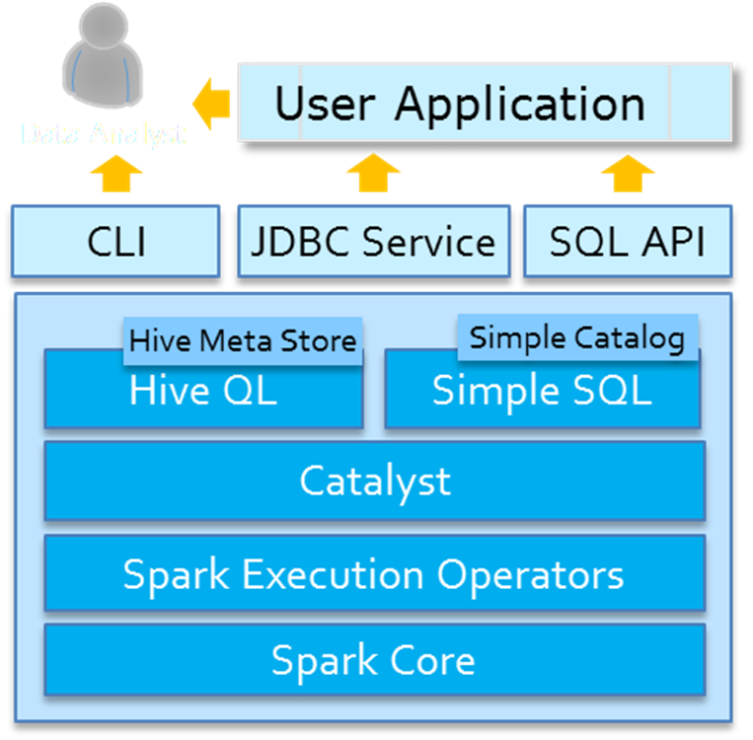 Data Analyst
User Application
CLI
JDBC Service
SQL API
Hive Meta Store
Simple Catalog
Hive QL
Simple SQL
Catalyst
Spark Execution Operators
Spark Core